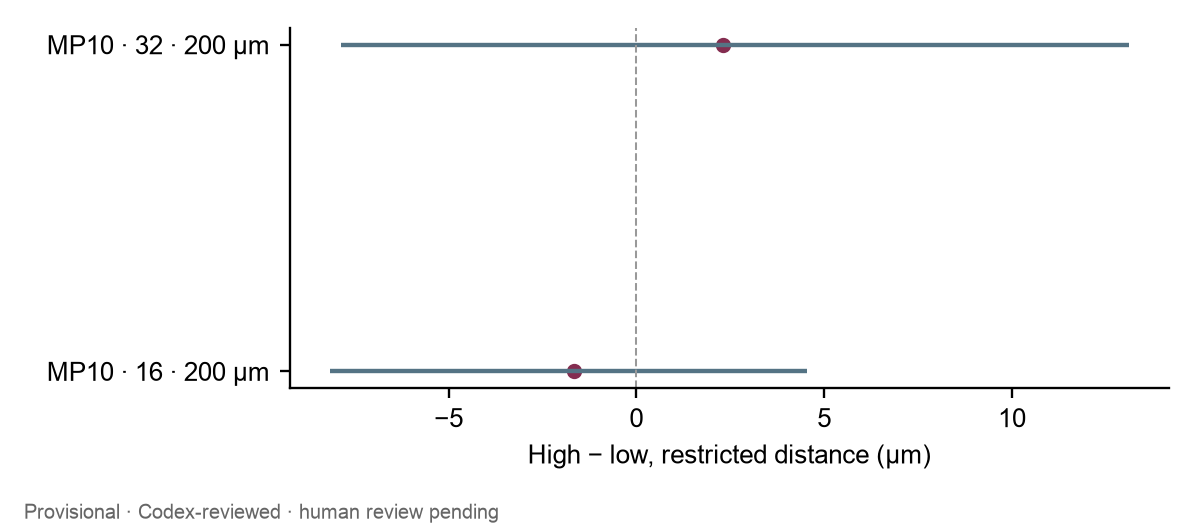 MP10 · 32 · 200 µm
MP10 · 16 · 200 µm
−5 0 5 10
High − low, restricted distance (µm)
Provisional · Codex-reviewed · human review pending